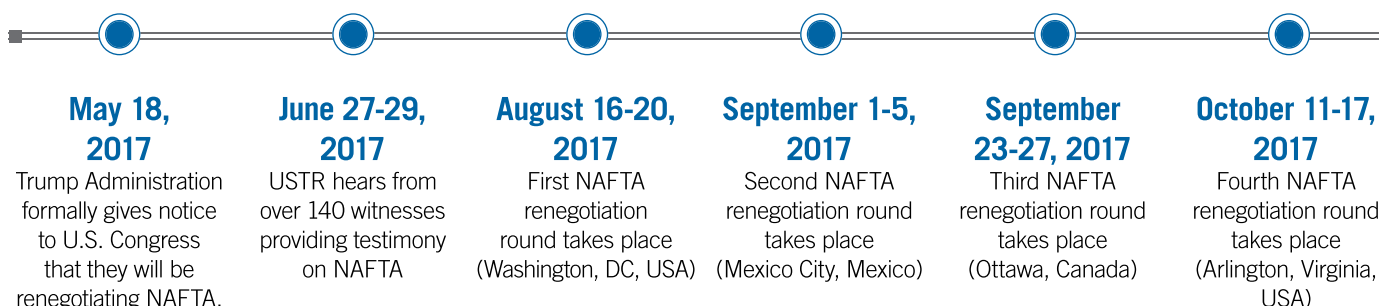 May 18,
2017
Trump Administration
formally gives notice
to U.S. Congress
that they will be
renegotiating NAFTA.
June 27-29,
2017
USTR hears from
over 140 witnesses
providing testimony
on NAFTA
August 16-20,
2017
First NAFTA
renegotiation
round takes place
(Washington, DC, USA)
September 1-5,
2017
Second NAFTA
renegotiation round
takes place
(Mexico City, Mexico)
September
23-27, 2017
Third NAFTA
renegotiation round
takes place
(Ottawa, Canada)
October 11-17,
2017
Fourth NAFTA
renegotiation round
takes place
(Arlington, Virginia,
USA)